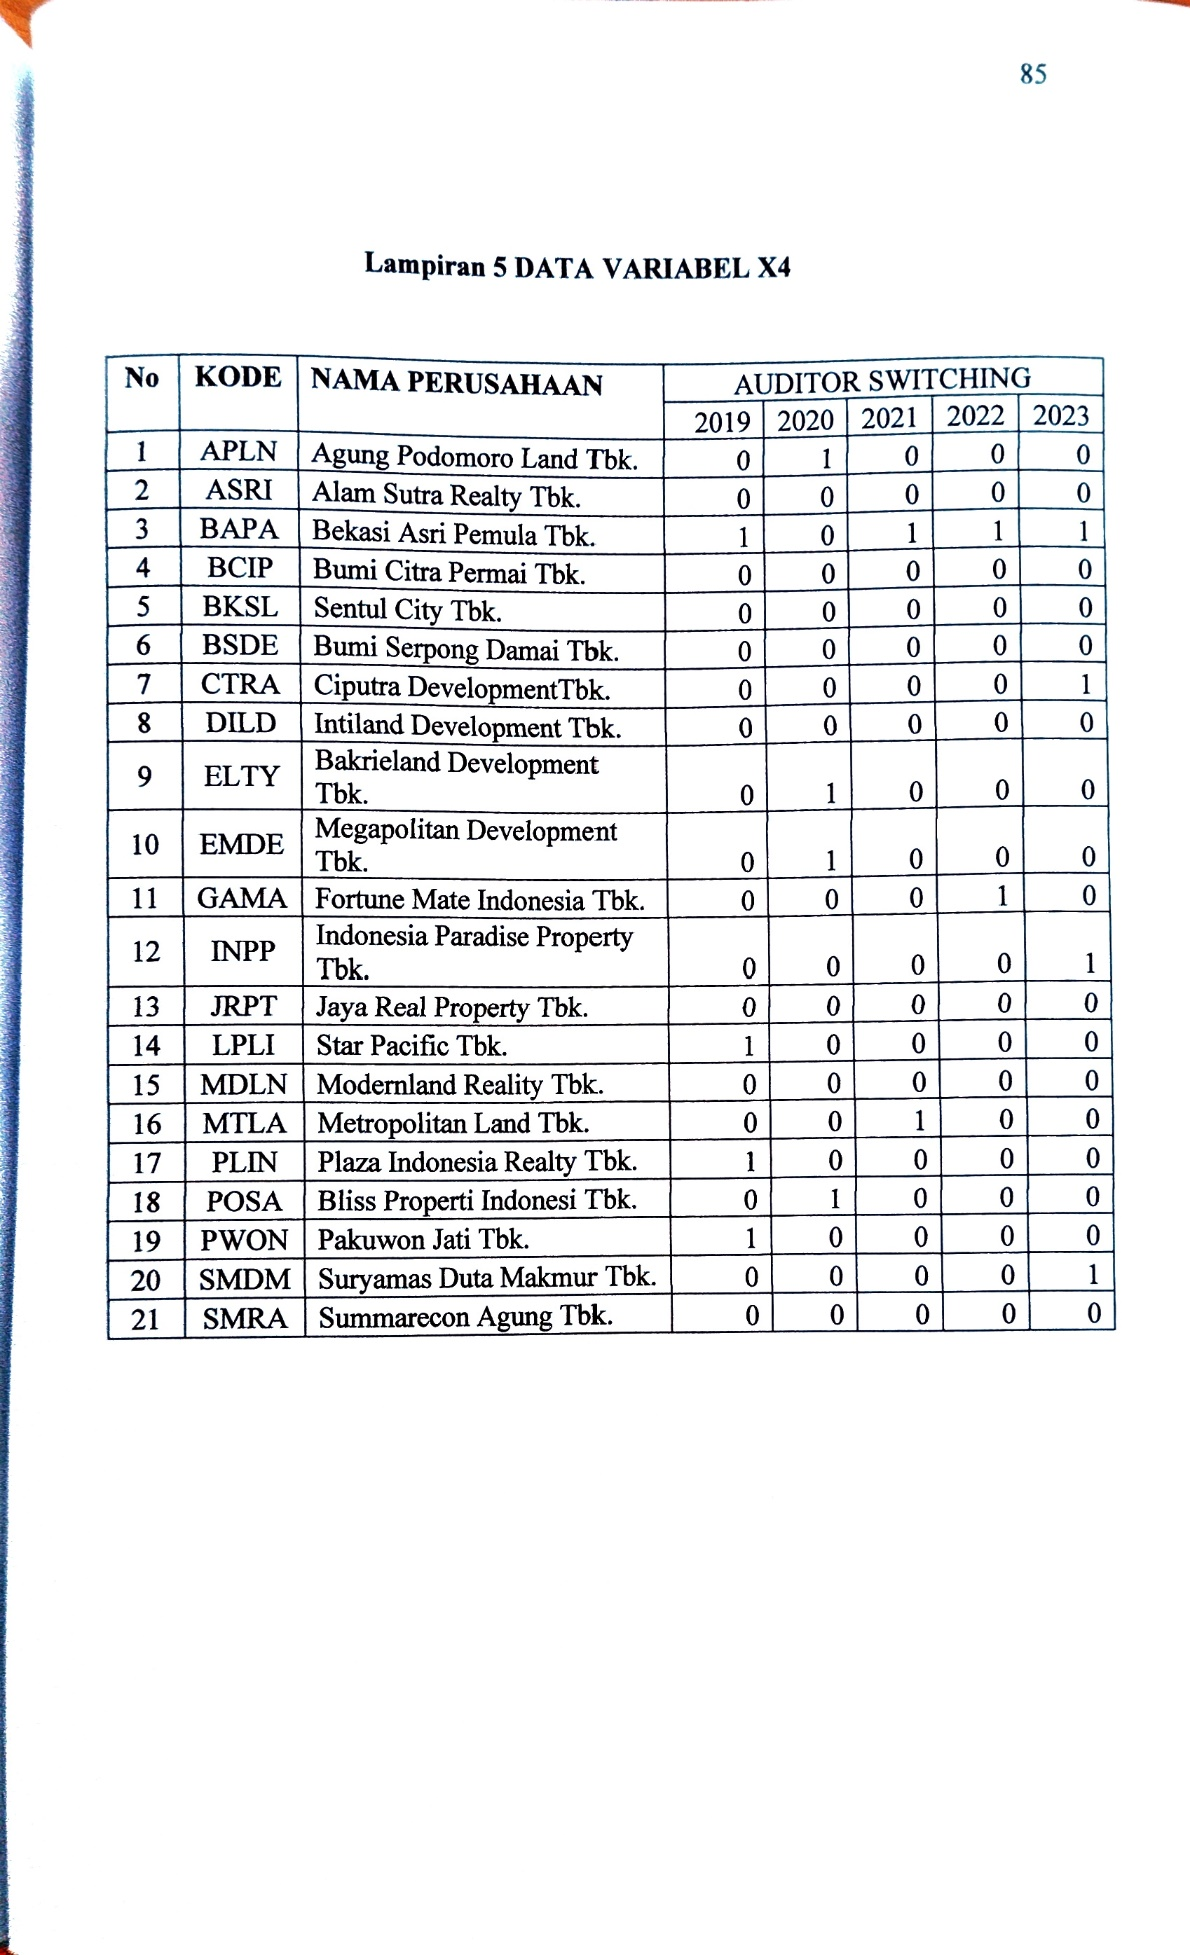 85
Lampiran 5 DATA VARIABEL X4
No KODE NAMA PERUSAHAAN AUDITOR SWITCHING
2019 2020 2021 2022 2023
1 APLN Agung Podomoro Land Tbk. 0 1 0 0 0
2 ASRI Alam Sutra Realty Tbk. 0 0 0 0 0
3 BAPA Bekasi Asri Pemula Tbk. 1 0 1 1 1
4 BCIP Bumi Citra Permai Tbk. 0 0 0 0 0
5 BKSL Sentul City Tbk. 0 0 0 0 0
6 BSDE Bumi Serpong Damai Tbk. 0 0 0 0 0
7 CTRA Ciputra DevelopmentTbk. 0 0 0 0 1
8 DILD Intiland Development Tbk. 0 0 0 0 0
9 ELTY Bakrieland Development
Tbk. 0 1 0 0 0
10 EMDE Megapolitan Development
Tbk. 0 1 0 0 0
11 GAMA Fortune Mate Indonesia Tbk. 0 0 0 1 0
12 INPP Indonesia Paradise Property
Tbk. 0 0 0 0 1
13 JRPT Jaya Real Property Tbk. 0 0 0 0 0
14 LPLI Star Pacific Tbk. 1 0 0 0 0
15 MDLN Modernland Reality Tbk. 0 0 0 0 0
16 MTLA Metropolitan Land Tbk. 0 0 1 0 0
17 PLIN Plaza Indonesia Realty Tbk. 1 0 0 0 0
18 POSA Bliss Properti Indonesi Tbk. 0 1 0 0 0
19 PWON Pakuwon Jati Tbk. 1 0 0 0 0
20 SMDM Suryamas Duta Makmur Tbk. 0 0 0 0 1
21 SMRA Summarecon Agung Tbk. 0 0 0 0 0